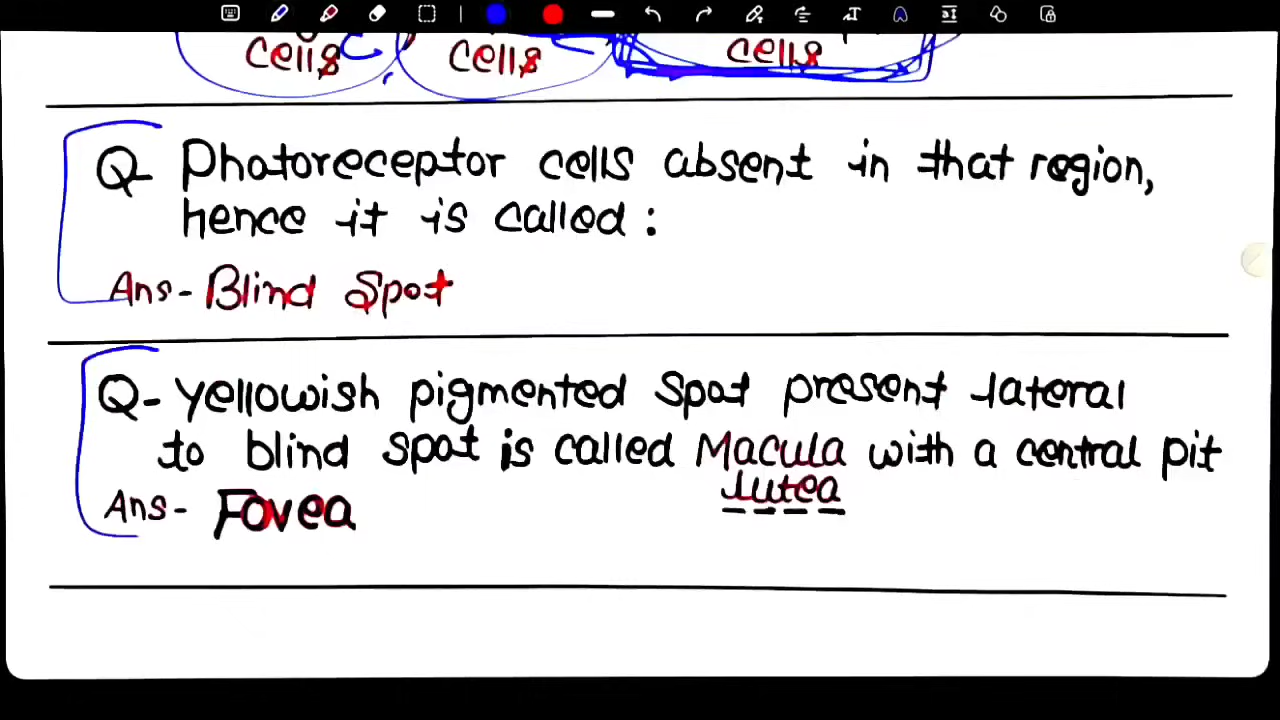 cells cells cells
Q- Photoreceptor cells absent in that region,
hence it is called :
Ans- Blind Spot
Q- Yellowish pigmented spot present lateral
to blind spot is called Macula with a central pit
lutea
Ans- Fovea